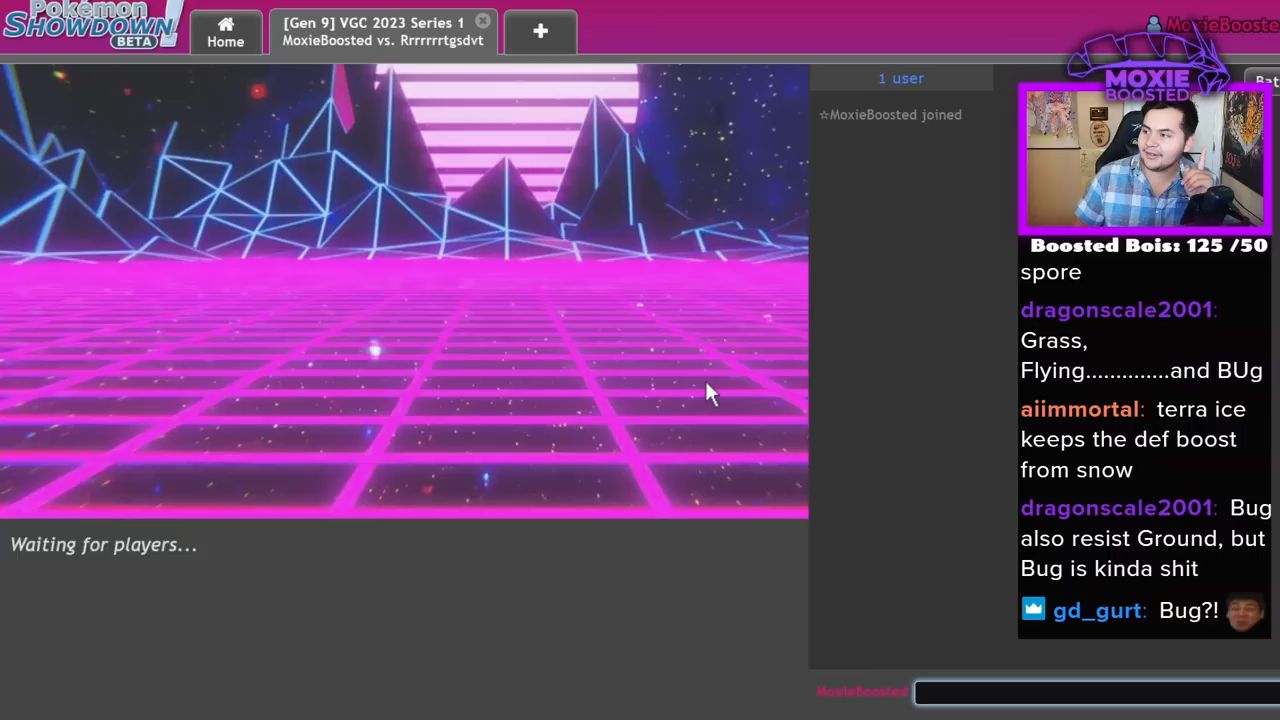 Pokémon
SHOWDOWN!
BETA
Home
[Gen 9] VGC 2023 Series 1
MoxieBoosted vs. Rrrrrrrtgsdvt
MoxieBooste
1 user
☆MoxieBoosted joined
Bat
MOXIE
BOOSTED
Boosted Bois: 125 /50
spore
dragonscale2001:
Grass,
Flying..............and BUg
aiimmortal: terra ice
keeps the def boost
from snow
dragonscale2001: Bug
also resist Ground, but
Bug is kinda shit
gd_gurt: Bug?!
Waiting for players...
MoxieBoosted